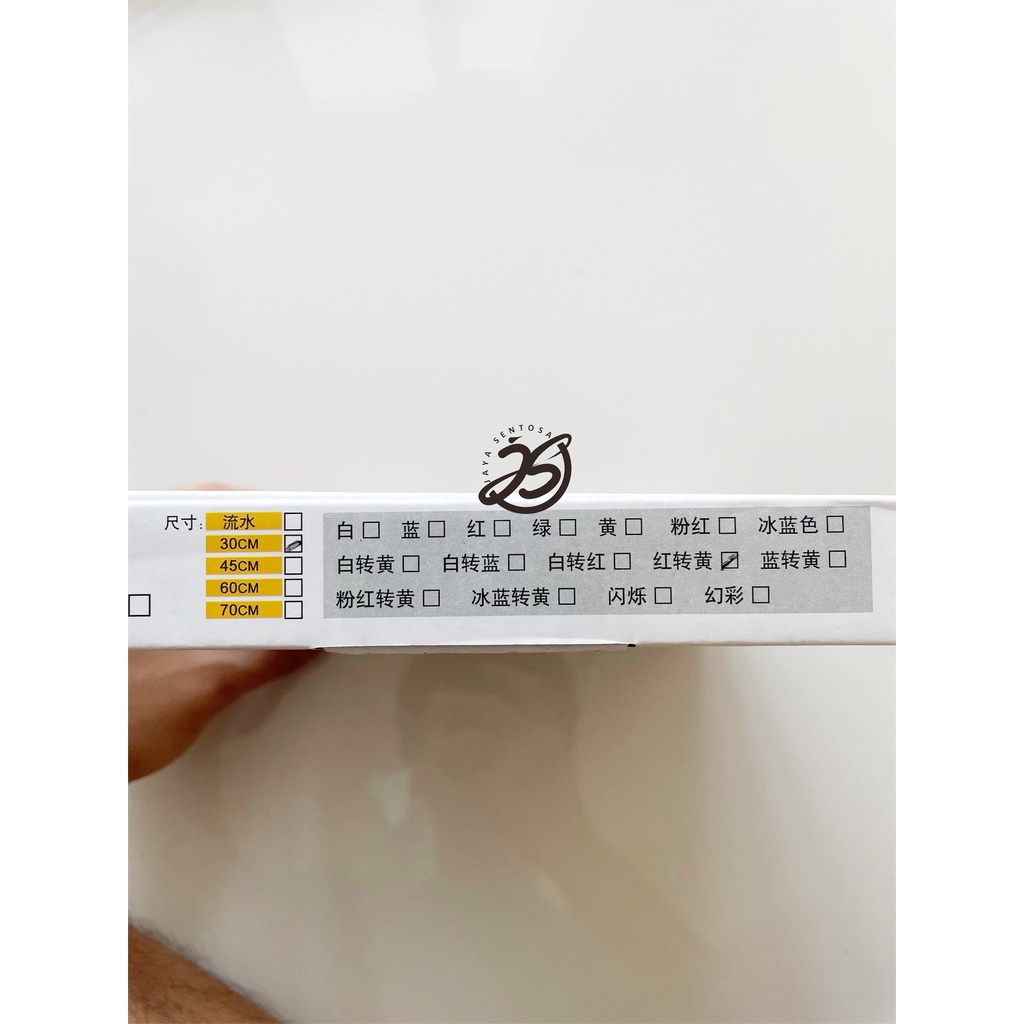 JAYA SENTOSA
JS
尺寸: 流水 □
30CM ☑
45CM □
60CM □
70CM □
白 □ 蓝 □ 红 □ 绿 □ 黄 □ 粉红 □ 冰蓝色 □
白转黄 □ 白转蓝 □ 白转红 □ 红转黄 ☑ 蓝转黄 □
粉红转黄 □ 冰蓝转黄 □ 闪烁 □ 幻彩 □